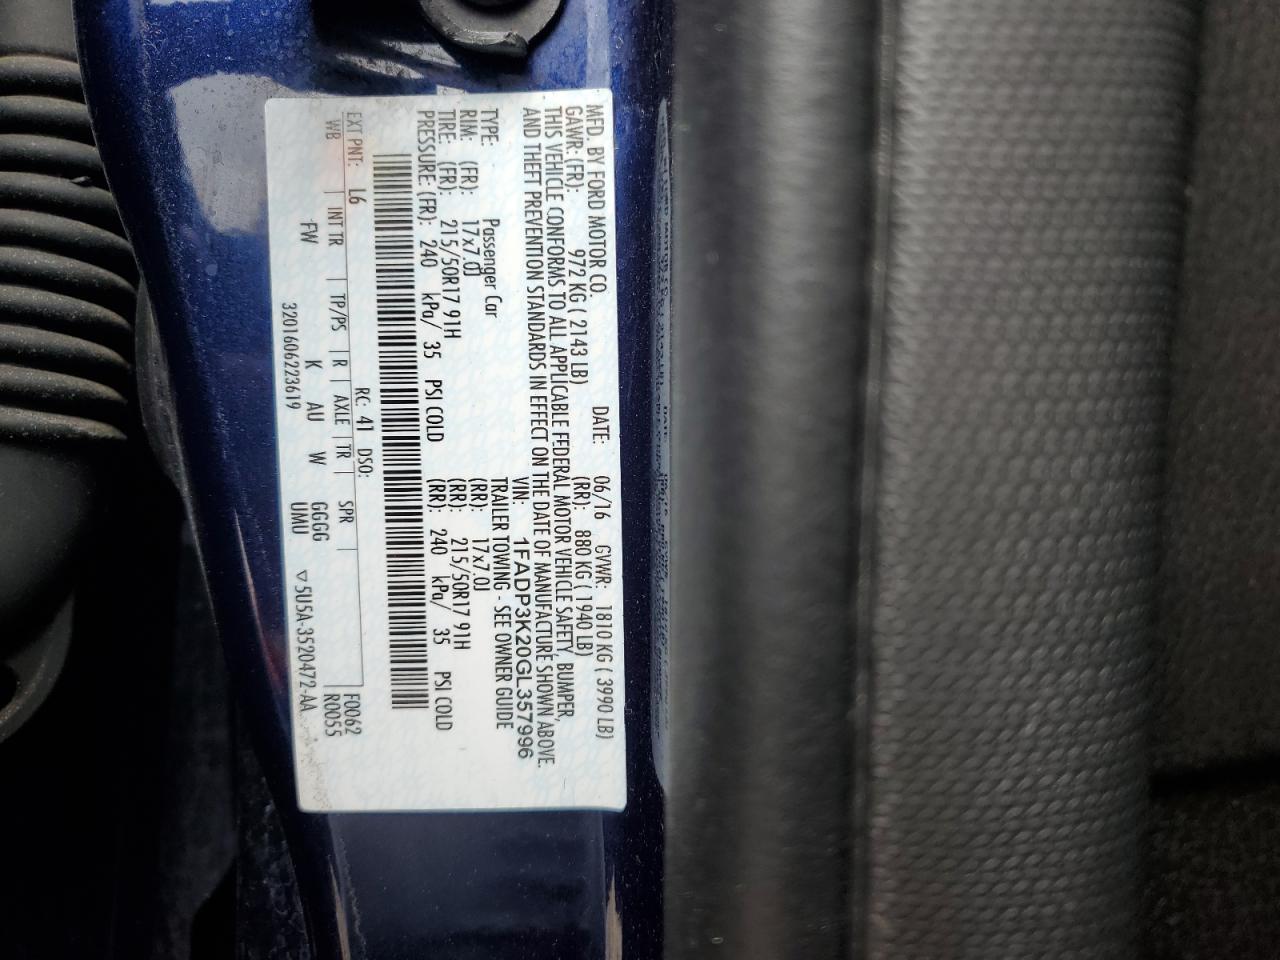 MFD. BY FORD MOTOR CO.
DATE: 06/16 GVWR: 1810 KG ( 3990 LB)
GAWR: (FR): 972 KG ( 2143 LB) (RR): 880 KG ( 1940 LB)
THIS VEHICLE CONFORMS TO ALL APPLICABLE FEDERAL MOTOR VEHICLE SAFETY, BUMPER,
AND THEFT PREVENTION STANDARDS IN EFFECT ON THE DATE OF MANUFACTURE SHOWN ABOVE.
VIN: 1FADP3K20GL357996
TYPE: Passenger Car TRAILER TOWING - SEE OWNER GUIDE
RIM: (FR): 17x7.0J (RR): 17x7.0J
TIRE: (FR): 215/50R17 91H (RR): 215/50R17 91H
PRESSURE: (FR): 240 kPa/ 35 PSI COLD (RR): 240 kPa/ 35 PSI COLD
RC: 41 DSO: F0062
EXT PNT: L6 R0055
WB INT TR TP/PS R AXLE TR SPR
FW K AU W GGGG
UMU
3201606223619 ▽5U5A-3520472-AA